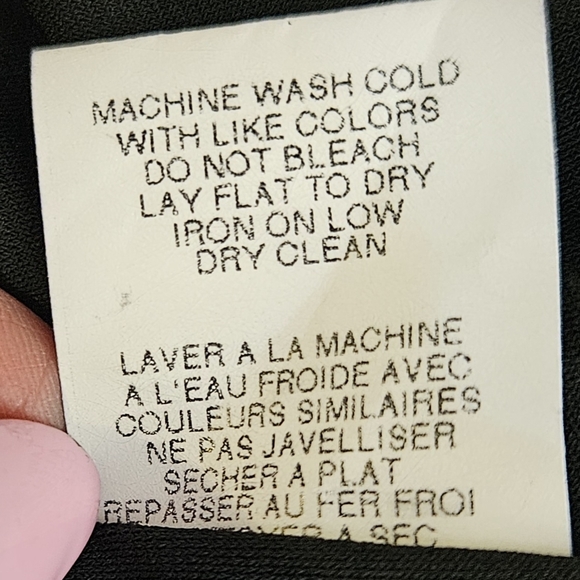 MACHINE WASH COLD
WITH LIKE COLORS
DO NOT BLEACH
LAY FLAT TO DRY
IRON ON LOW
DRY CLEAN
LAVER A LA MACHINE
A L'EAU FROIDE AVEC
COULEURS SIMILAIRES
NE PAS JAVELLISER
SECHER A PLAT
REPASSER AU FER FROI
A SEC